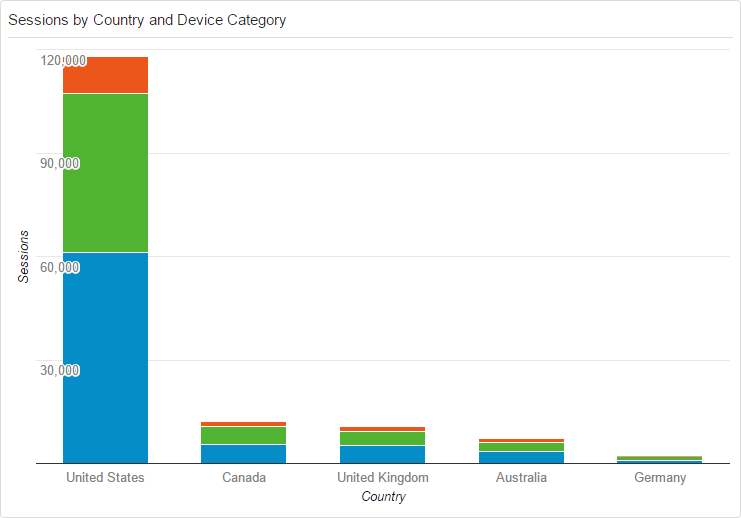 Sessions by Country and Device Category
120,000
90,000
60,000
30,000
Sessions
United States
Canada
United Kingdom
Australia
Germany
Country